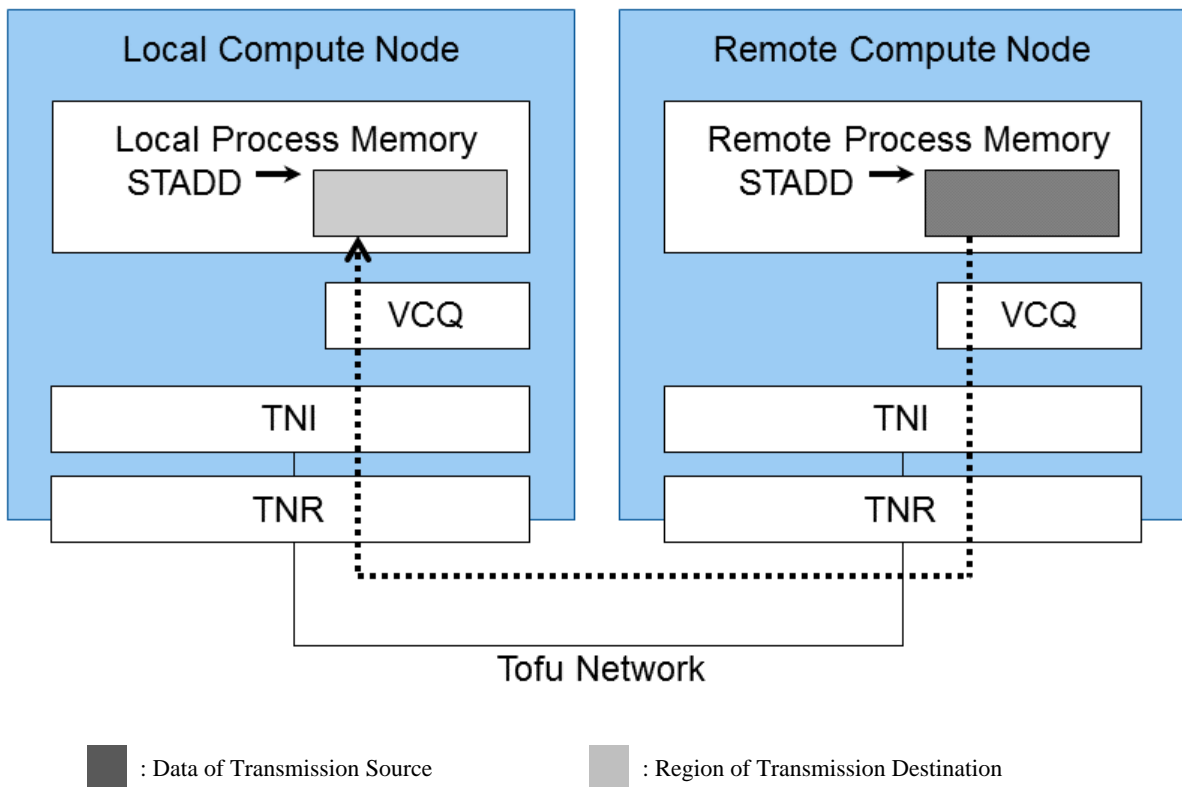 Local Compute Node
Local Process Memory
STADD
VCQ
TNI
TNR
Remote Compute Node
Remote Process Memory
STADD
VCQ
TNI
TNR
Tofu Network
: Data of Transmission Source
: Region of Transmission Destination